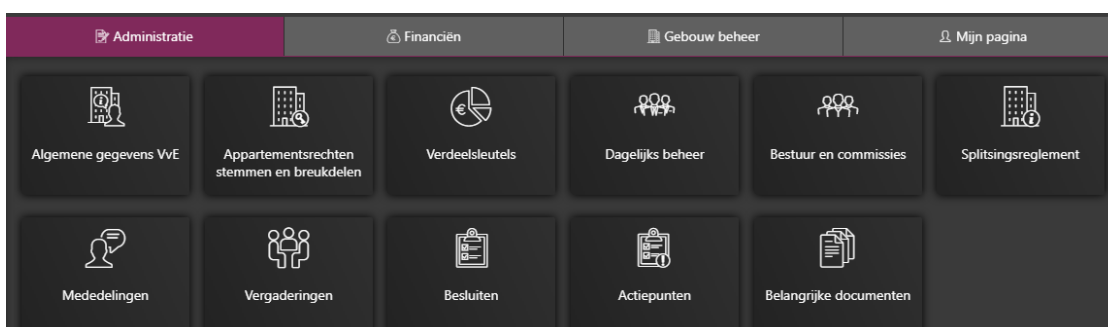 Administratie
Financiën
Gebouw beheer
Mijn pagina
Algemene gegevens VvE
Appartementsrechten
stemmen en breukdelen
Verdeelsleutels
Dagelijks beheer
Bestuur en commissies
Splitsingsreglement
Mededelingen
Vergaderingen
Besluiten
Actiepunten
Belangrijke documenten